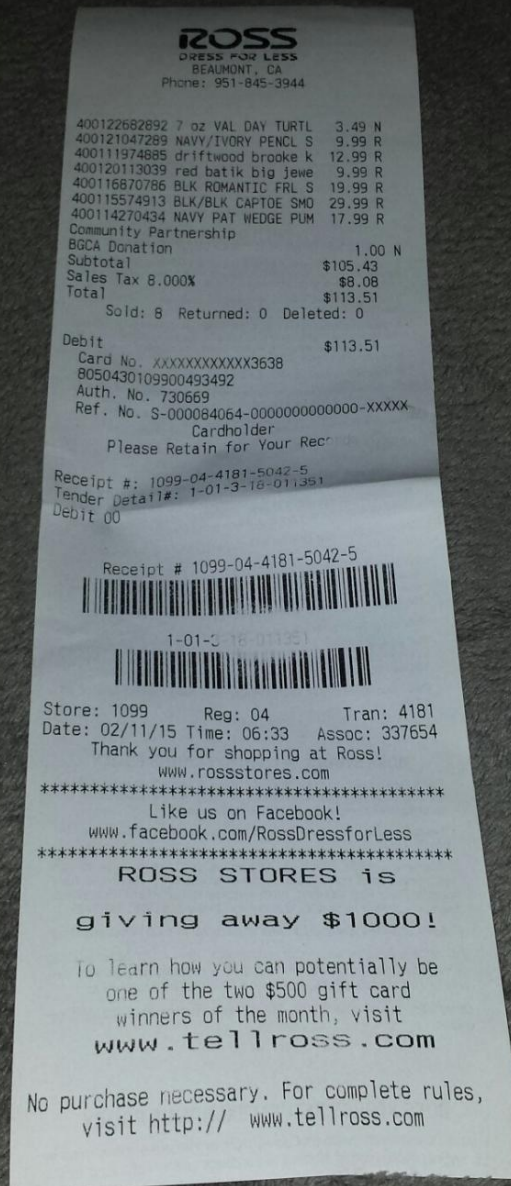 ROSS
DRESS FOR LESS
BEAUMONT, CA
Phone: 951-845-3944
400122682892 7 oz VAL DAY TURTL 3.49 N
400121047289 NAVY/IVORY PENCL S 9.99 R
400111974885 driftwood brooke k 12.99 R
400120113039 red batik big jewe 9.99 R
400116870786 BLK ROMANTIC FRL S 19.99 R
400115574913 BLK/BLK CAPTOE SMO 29.99 R
400114270434 NAVY PAT WEDGE PUM 17.99 R
Community Partnership
BGCA Donation 1.00 N
Subtotal $105.43
Sales Tax 8.000% $8.08
Total $113.51
Sold: 8 Returned: 0 Deleted: 0
Debit $113.51
Card No. XXXXXXXXXXXX3638
8050430109900493492
Auth. No. 730669
Ref. No. S-000084064-0000000000000-XXXXX
Cardholder
Please Retain for Your Rec
Receipt #: 1099-04-4181-5042-5
Tender Detail#: 1-01-3-18-011351
Debit 00
Receipt # 1099-04-4181-5042-5
1-01-3-18-011351
Store: 1099 Reg: 04 Tran: 4181
Date: 02/11/15 Time: 06:33 Assoc: 337654
Thank you for shopping at Ross!
www.rossstores.com
*****************************************
Like us on Facebook!
www.facebook.com/RossDressforLess
*****************************************
ROSS STORES is
giving away $1000!
To learn how you can potentially be
one of the two $500 gift card
winners of the month, visit
www.tellross.com
No purchase necessary. For complete rules,
visit http:// www.tellross.com